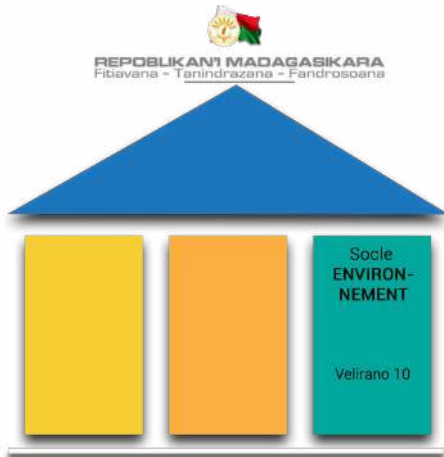 REPOBLIKAN'I MADAGASIKARA
Fitiavana - Tanindrazana - Fandrosoana
Socle
ENVIRON-
NEMENT
Velirano 10